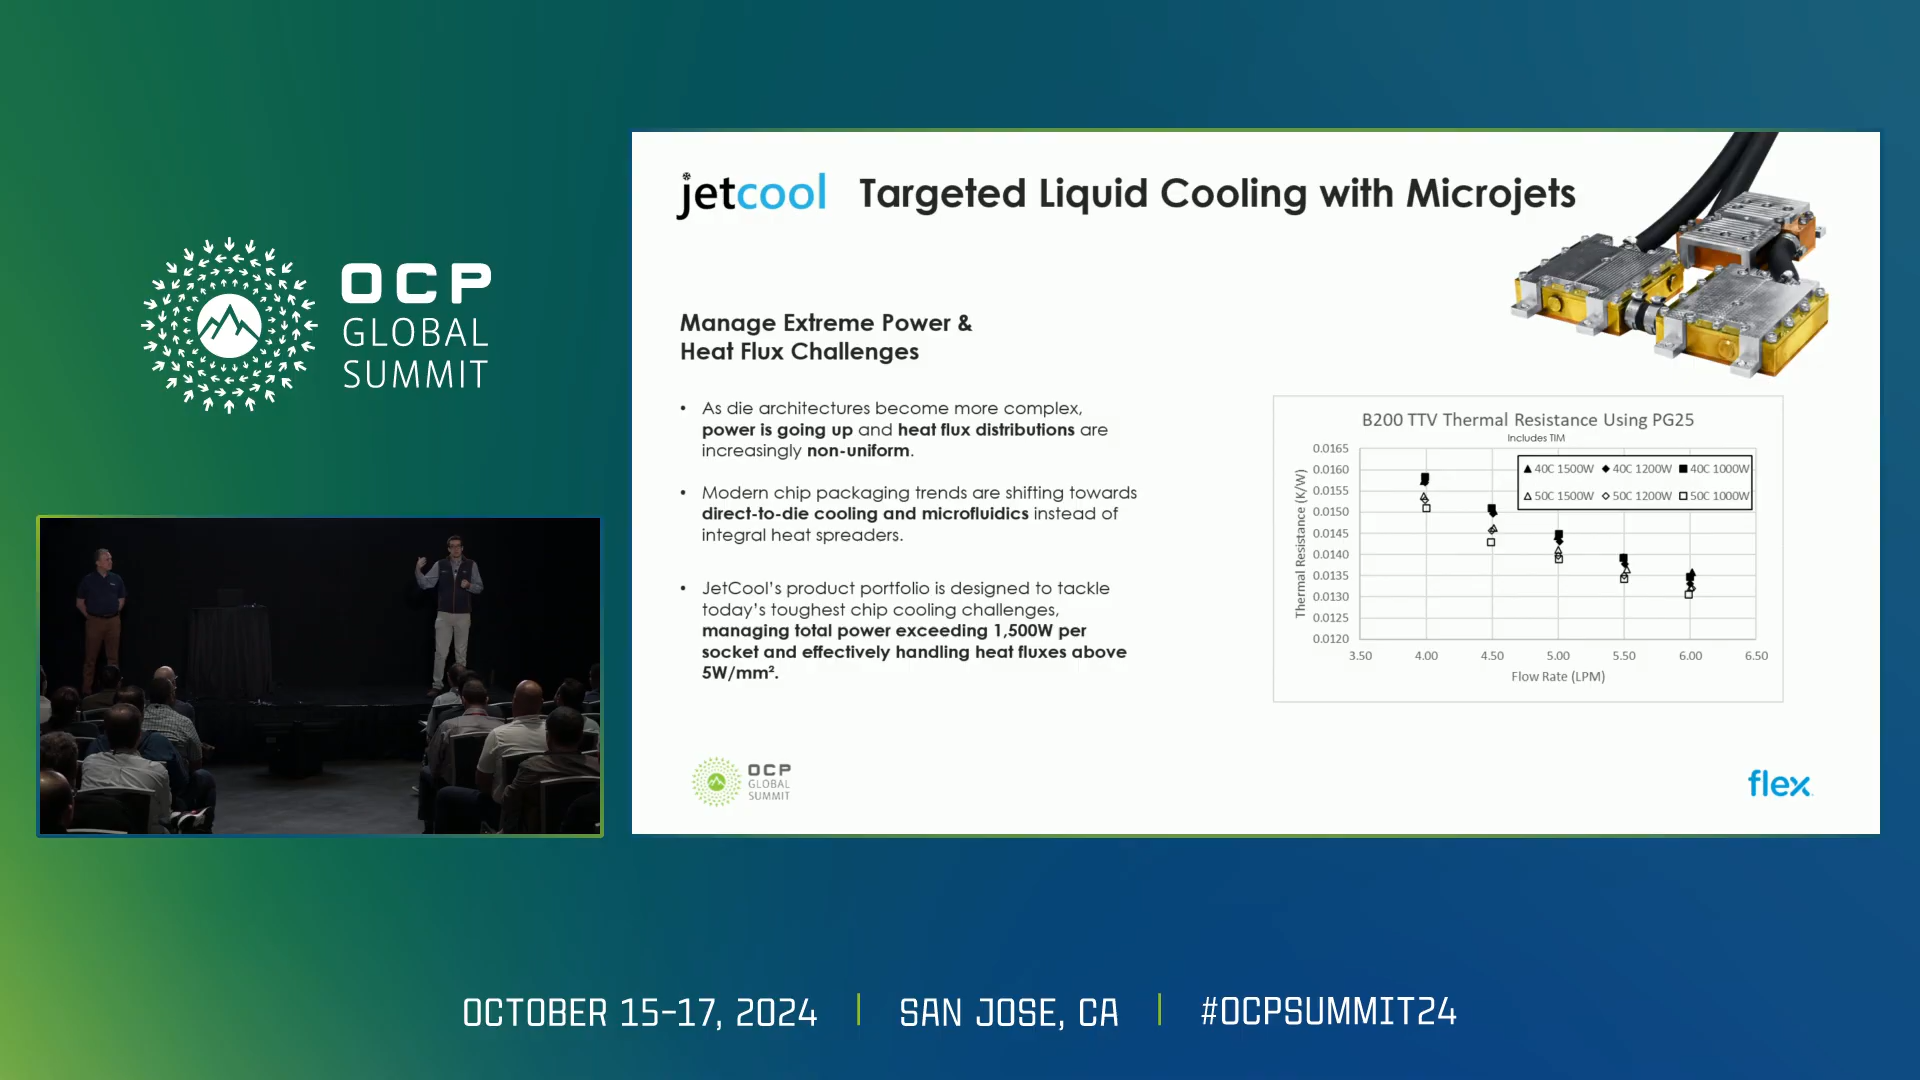 OCP
GLOBAL
SUMMIT
jetcool
Targeted Liquid Cooling with Microjets
Manage Extreme Power &
Heat Flux Challenges
• As die architectures become more complex,
power is going up and heat flux distributions are
increasingly non-uniform.
• Modern chip packaging trends are shifting towards
direct-to-die cooling and microfluidics instead of
integral heat spreaders.
• JetCool's product portfolio is designed to tackle
today's toughest chip cooling challenges,
managing total power exceeding 1,500W per
socket and effectively handling heat fluxes above
5W/mm².
B200 TTV Thermal Resistance Using PG25
Includes TIM
Thermal Resistance (K/W)
0.0165
0.0160
0.0155
0.0150
0.0145
0.0140
0.0135
0.0130
0.0125
0.0120
40C 1500W 40C 1200W 40C 1000W
50C 1500W 50C 1200W 50C 1000W
3.50 4.00 4.50 5.00 5.50 6.00 6.50
Flow Rate (LPM)
OCP
GLOBAL
SUMMIT
flex
OCTOBER 15-17, 2024 | SAN JOSE, CA | #OCPSUMMIT24